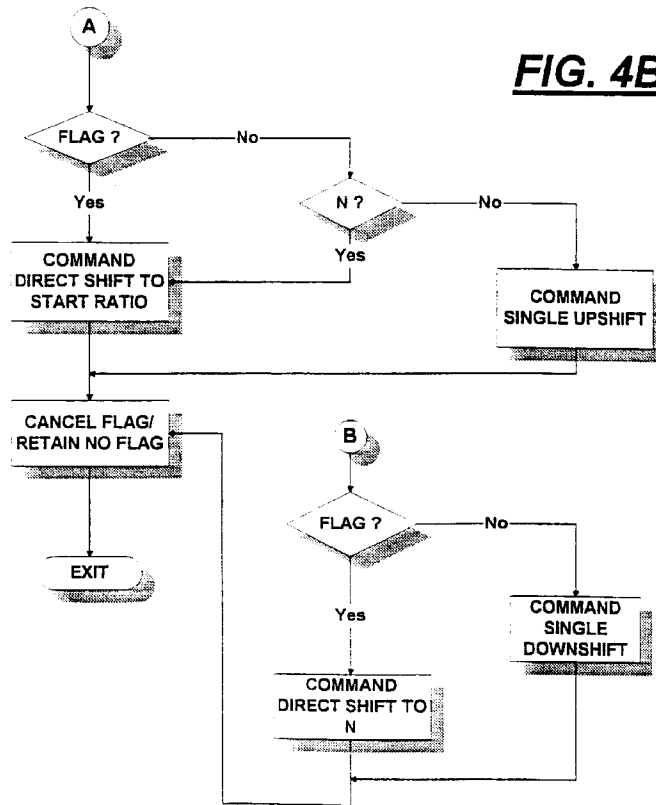 A
FIG. 4B
FLAG ?
No
Yes
N ?
No
Yes
COMMAND
DIRECT SHIFT TO
START RATIO
COMMAND
SINGLE UPSHIFT
CANCEL FLAG/
RETAIN NO FLAG
B
FLAG ?
No
EXIT
Yes
COMMAND
SINGLE
DOWNSHIFT
COMMAND
DIRECT SHIFT TO
N